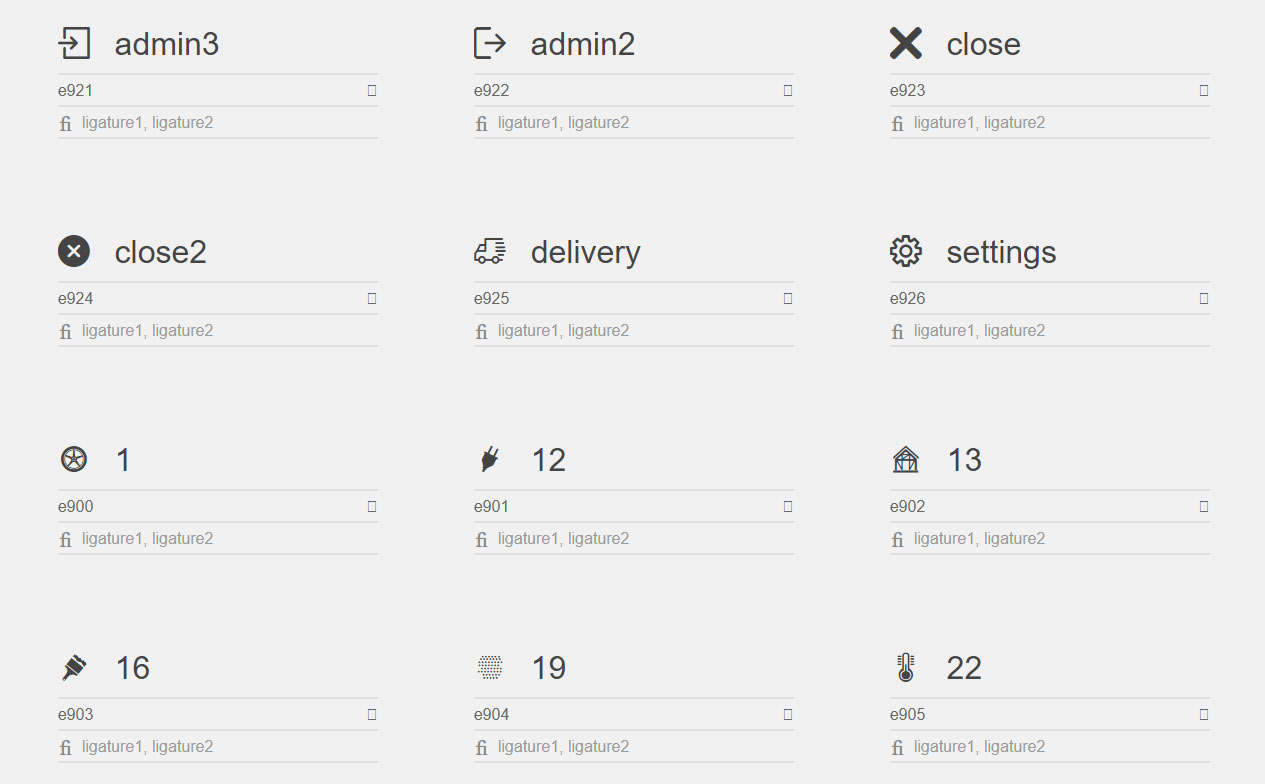 admin3
admin2
close
e921
e922
e923
fi ligature1, ligature2
fi ligature1, ligature2
fi ligature1, ligature2
close2
delivery
settings
e924
e925
e926
fi ligature1, ligature2
fi ligature1, ligature2
fi ligature1, ligature2
1
12
13
e900
e901
e902
fi ligature1, ligature2
fi ligature1, ligature2
fi ligature1, ligature2
16
19
22
e903
e904
e905
fi ligature1, ligature2
fi ligature1, ligature2
fi ligature1, ligature2